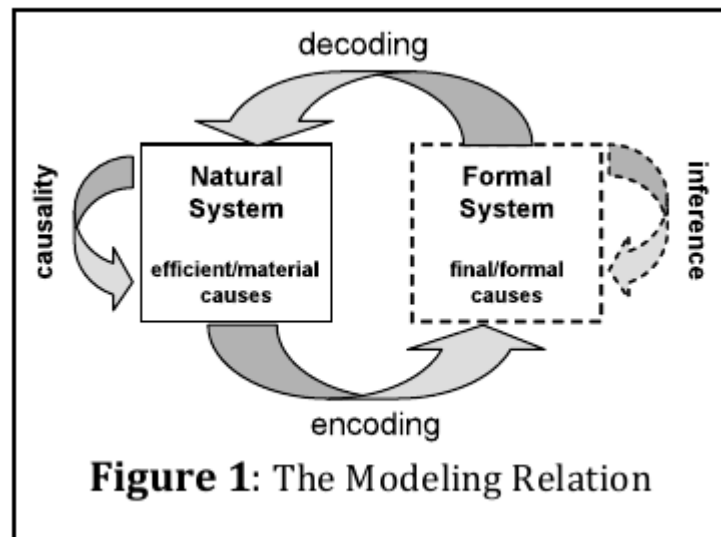 decoding
causality
Natural
System
efficient/material
causes
Formal
System
final/formal
causes
inference
encoding
Figure 1: The Modeling Relation